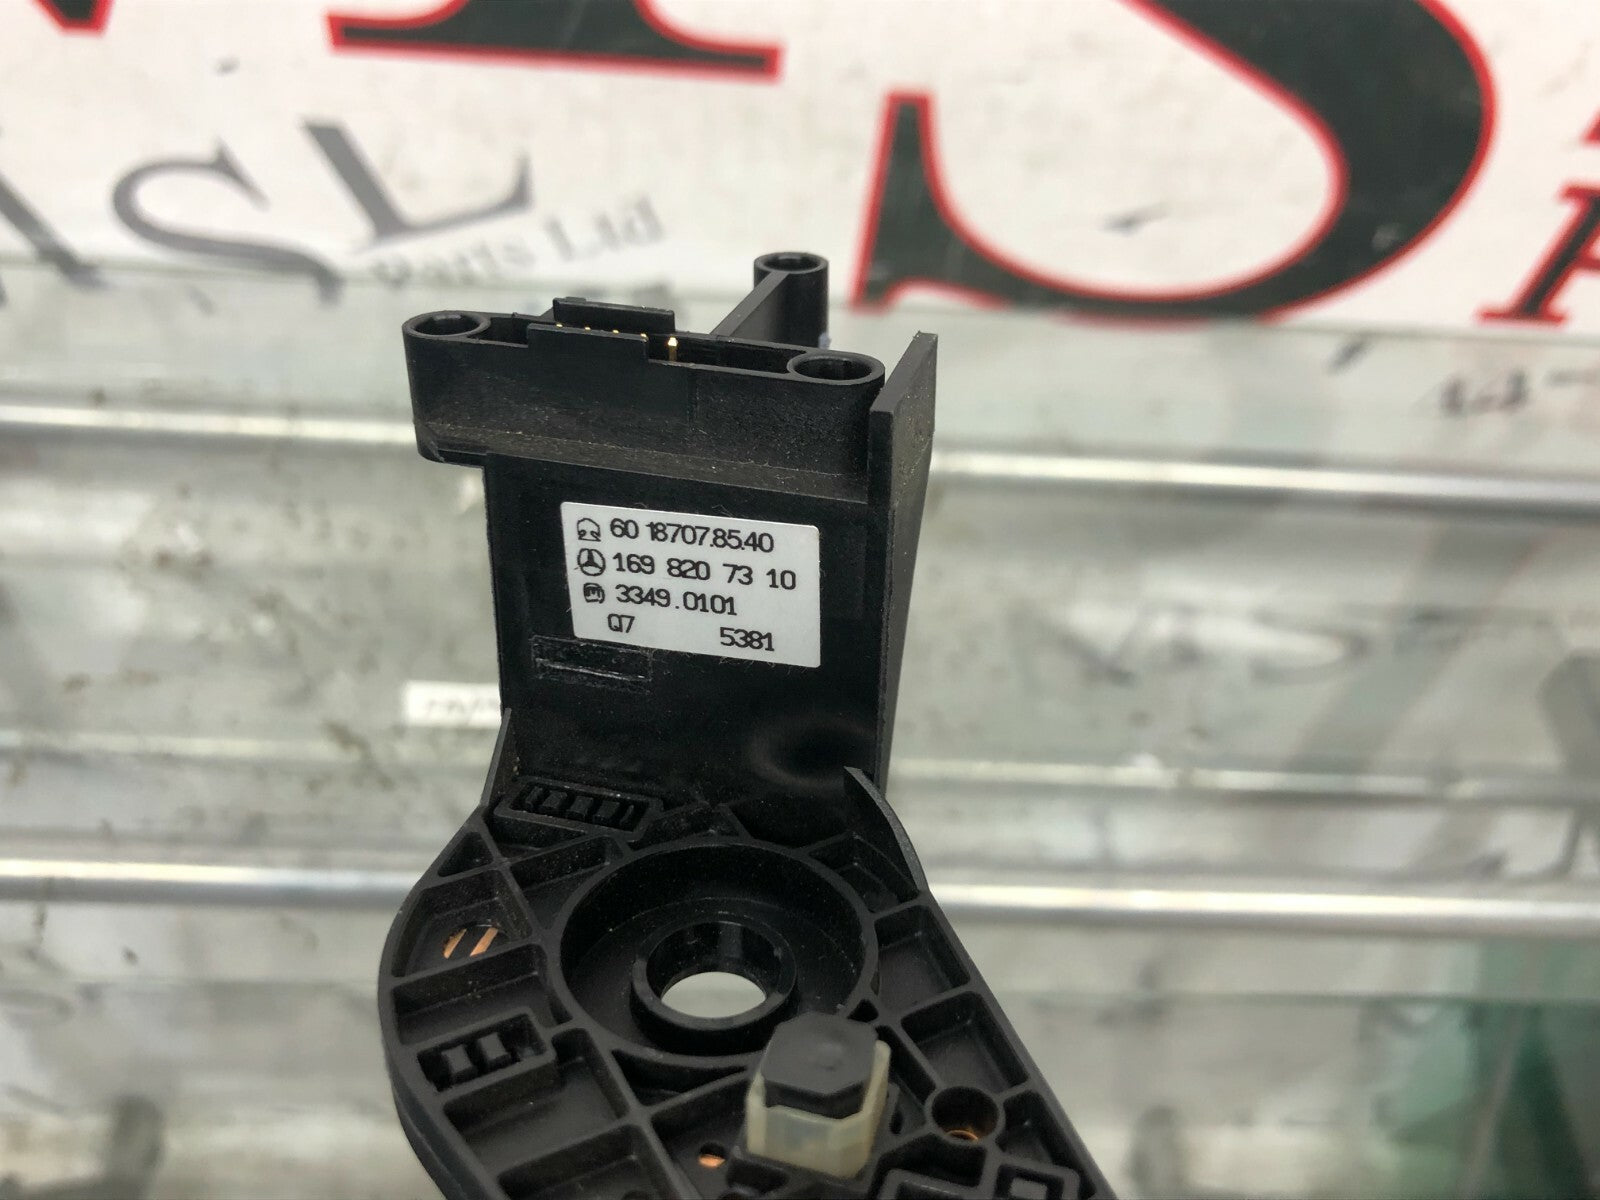 Parts Ltd
60 18707.85.40
169 820 73 10
3349.0101
Q7 5381